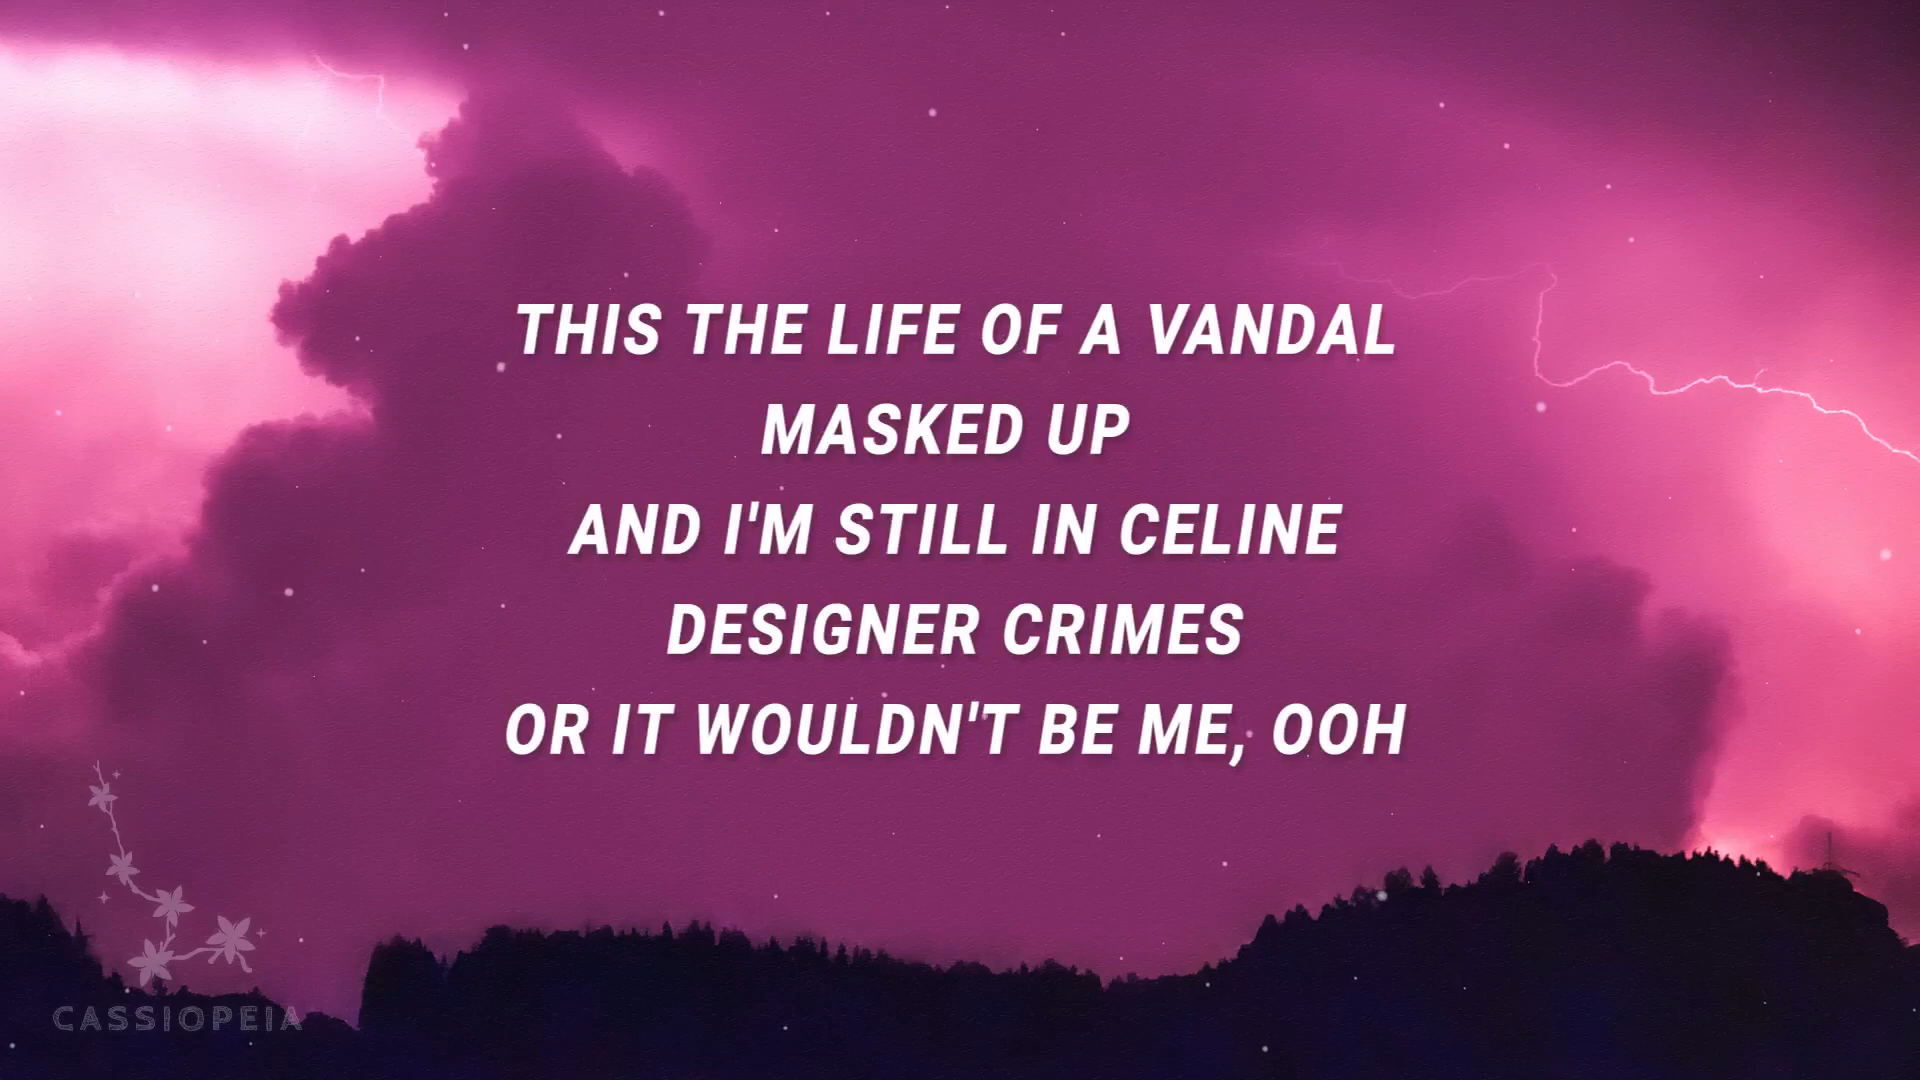 THIS THE LIFE OF A VANDAL
MASKED UP
AND I'M STILL IN CELINE
DESIGNER CRIMES
OR IT WOULDN'T BE ME, OOH
CASSIOPEIA